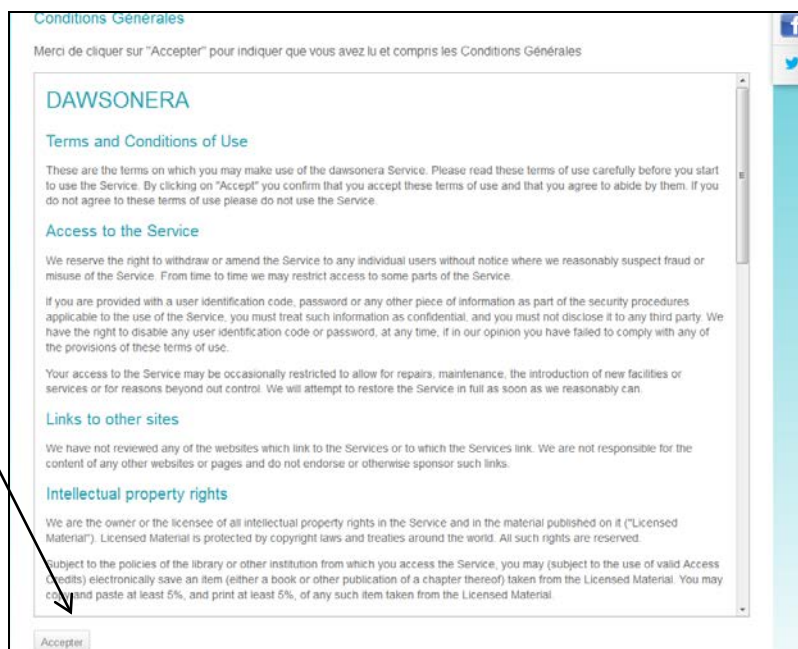 Conditions Générales
Merci de cliquer sur "Accepter" pour indiquer que vous avez lu et compris les Conditions Générales
DAWSONERA
Terms and Conditions of Use
These are the terms on which you may make use of the dawsonera Service. Please read these terms of use carefully before you start
to use the Service. By clicking on "Accept" you confirm that you accept these terms of use and that you agree to abide by them. If you
do not agree to these terms of use please do not use the Service.
Access to the Service
We reserve the right to withdraw or amend the Service to any individual users without notice where we reasonably suspect fraud or
misuse of the Service. From time to time we may restrict access to some parts of the Service.
If you are provided with a user identification code, password or any other piece of information as part of the security procedures
applicable to the use of the Service, you must treat such information as confidential, and you must not disclose it to any third party. We
have the right to disable any user identification code or password, at any time, if in our opinion you have failed to comply with any of
the provisions of these terms of use.
Your access to the Service may be occasionally restricted to allow for repairs, maintenance, the introduction of new facilities or
services or for reasons beyond out control. We will attempt to restore the Service in full as soon as we reasonably can.
Links to other sites
We have not reviewed any of the websites which link to the Services or to which the Services link. We are not responsible for the
content of any other websites or pages and do not endorse or otherwise sponsor such links.
Intellectual property rights
We are the owner or the licensee of all intellectual property rights in the Service and in the material published on it ("Licensed
Material"). Licensed Material is protected by copyright laws and treaties around the world. All such rights are reserved.
Subject to the policies of the library or other institution from which you access the Service, you may (subject to the use of valid Access
Credits) electronically save an item (either a book or other publication of a chapter thereof) taken from the Licensed Material. You may
copy and paste at least 5%, and print at least 5%, of any such item taken from the Licensed Material.
Accepter